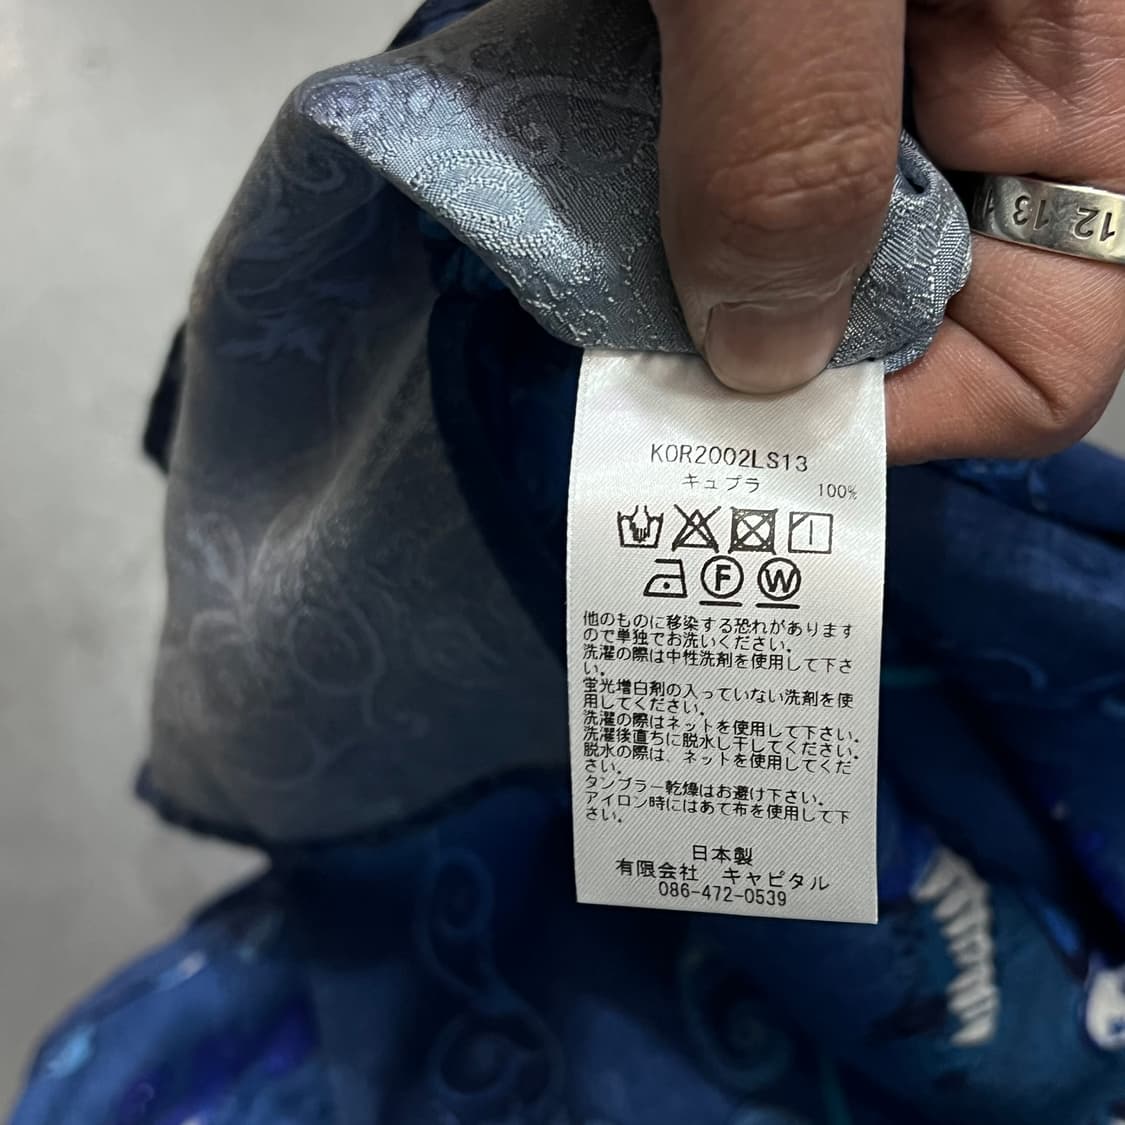 12 13 1
K0R2002LS13
キュプラ 100%
F W
他のものに移染する恐れがあります
ので単独でお洗いください。
洗濯の際は中性洗剤を使用して下さ
い。
蛍光増白剤の入っていない洗剤を使
用してください。
洗濯の際はネットを使用して下さい。
洗濯後直ちに脱水し干してください。
脱水の際は、ネットを使用してくだ
さい。
タンブラー乾燥はお避け下さい。
アイロン時にはあて布を使用して下
さい。
日本製
有限会社 キャピタル
086-472-0539